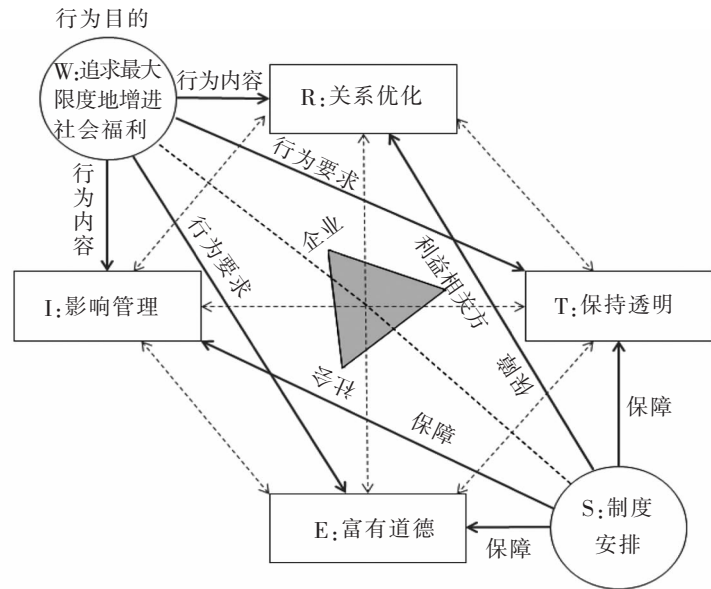 行为目的
W:追求最大
限度地增进
社会福利
行为内容
R:关系优化
行为要求
行为内容
行为要求
企业
利益相关方
I:影响管理
T:保持透明
社会
保障
保障
保障
E:富有道德
保障
S:制度
安排